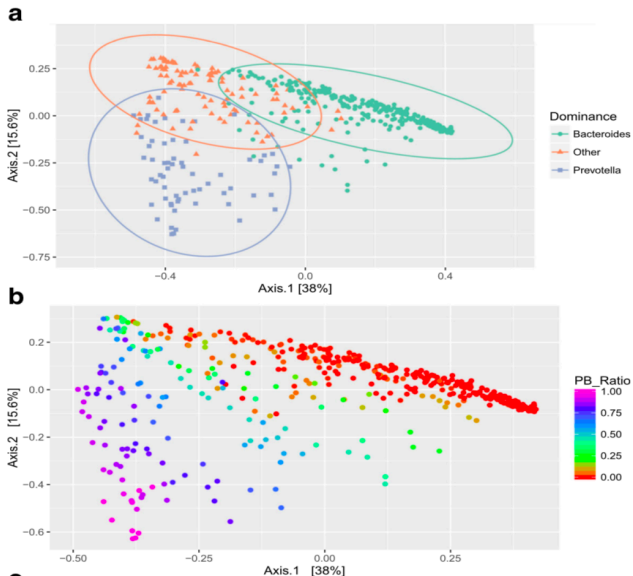 a
0.25
0.00
−0.25
−0.50
−0.75
Axis.2 [15.6%]
−0.4
0.0
0.4
Axis.1 [38%]
Dominance
Bacteroides
Other
Prevotella
b
0.2
0.0
−0.2
−0.4
−0.6
Axis.2 [15.6%]
−0.50
−0.25
0.00
0.25
Axis.1 [38%]
PB_Ratio
1.00
0.75
0.50
0.25
0.00